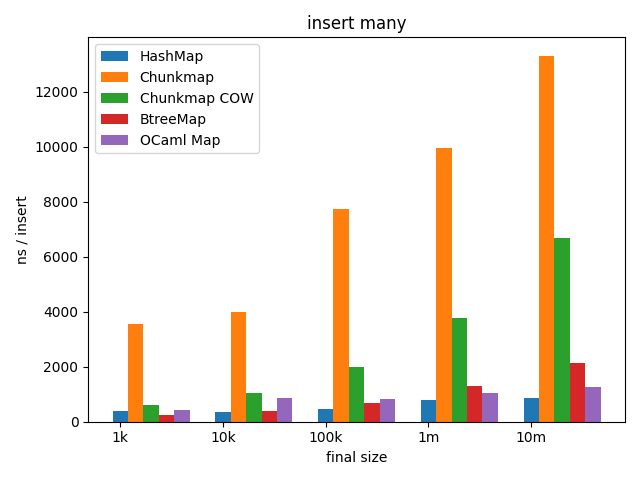 insert many
HashMap
Chunkmap
Chunkmap COW
BtreeMap
OCaml Map
ns / insert
12000
10000
8000
6000
4000
2000
0
1k 10k 100k 1m 10m
final size